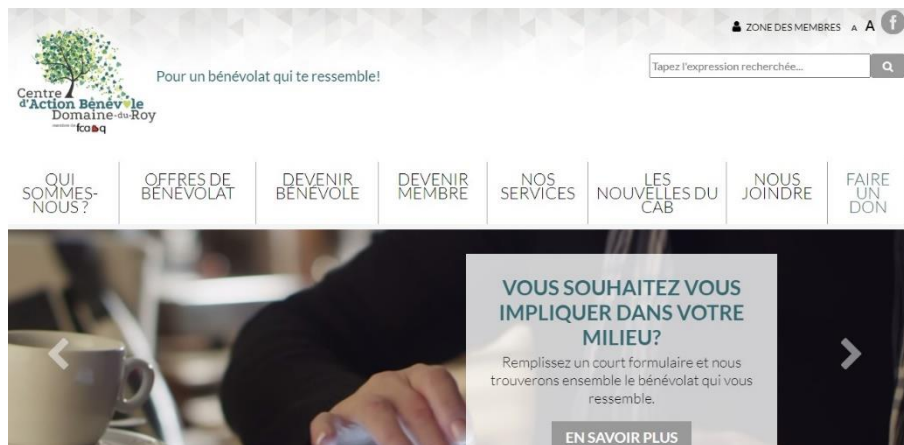 ZONE DES MEMBRES A A f
Tapez l'expression recherchée...
Pour un bénévolat qui te ressemble!
Centre
d'Action Bénévole
Domaine-du-Roy
fcabq
QUI
SOMMES-
NOUS ?
OFFRES DE
BÉNÉVOLAT
DEVENIR
BÉNÉVOLE
DEVENIR
MEMBRE
NOS
SERVICES
LES
NOUVELLES DU
CAB
NOUS
JOINDRE
FAIRE
UN
DON
VOUS SOUHAITEZ VOUS
IMPLIQUER DANS VOTRE
MILIEU?
Remplissez un court formulaire et nous
trouverons ensemble le bénévolat qui vous
ressemble.
EN SAVOIR PLUS